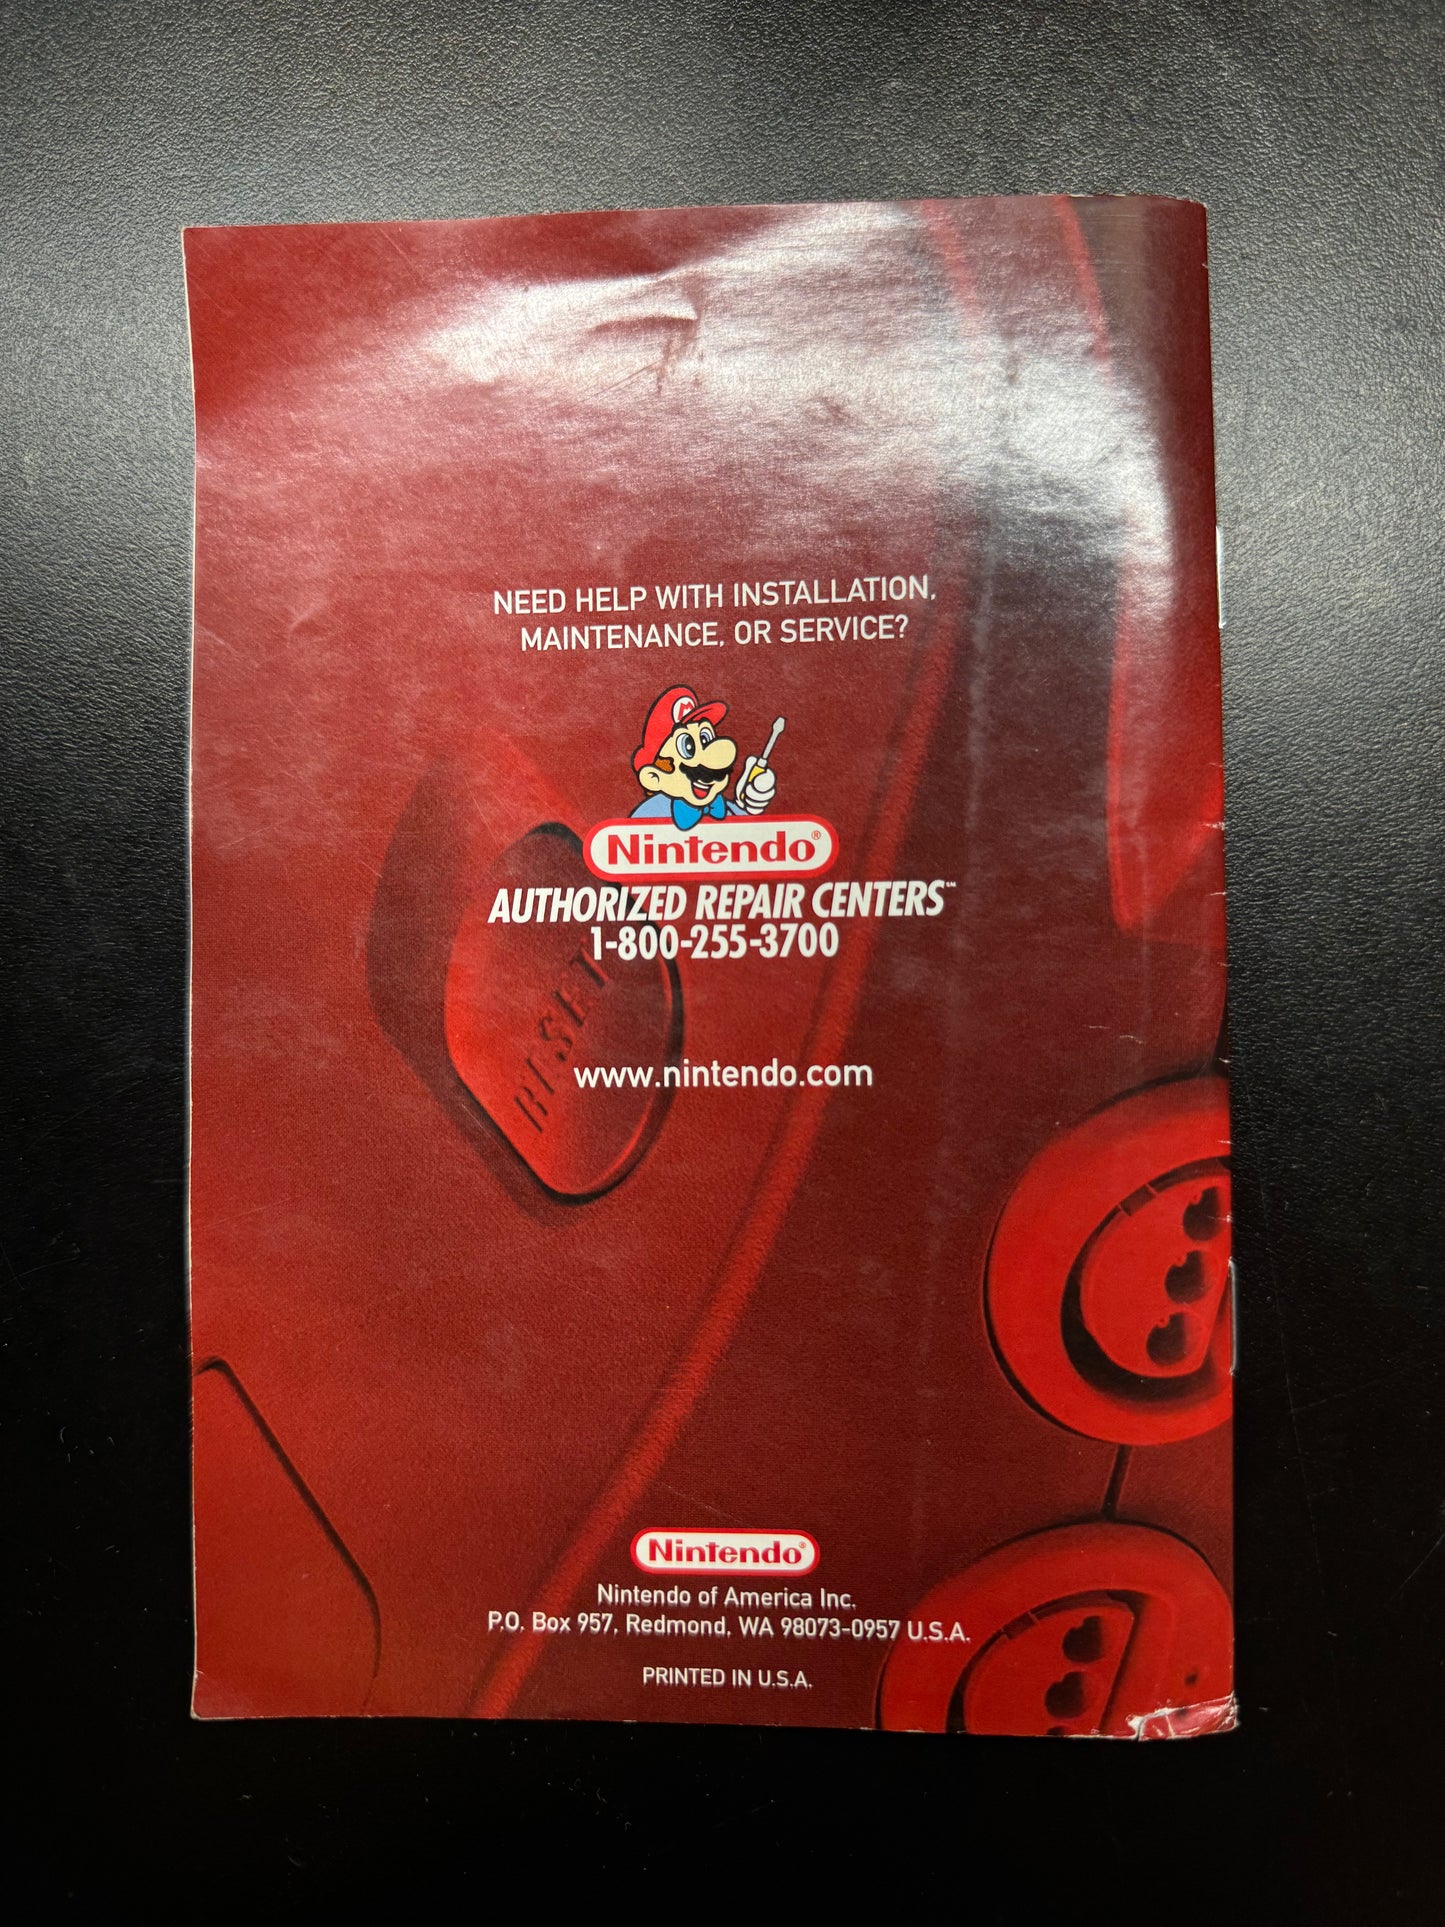 NEED HELP WITH INSTALLATION,
MAINTENANCE, OR SERVICE?
M
Nintendo®
AUTHORIZED REPAIR CENTERS℠
1-800-255-3700
RESET
www.nintendo.com
Nintendo®
Nintendo of America Inc.
P.O. Box 957, Redmond, WA 98073-0957 U.S.A.
PRINTED IN U.S.A.